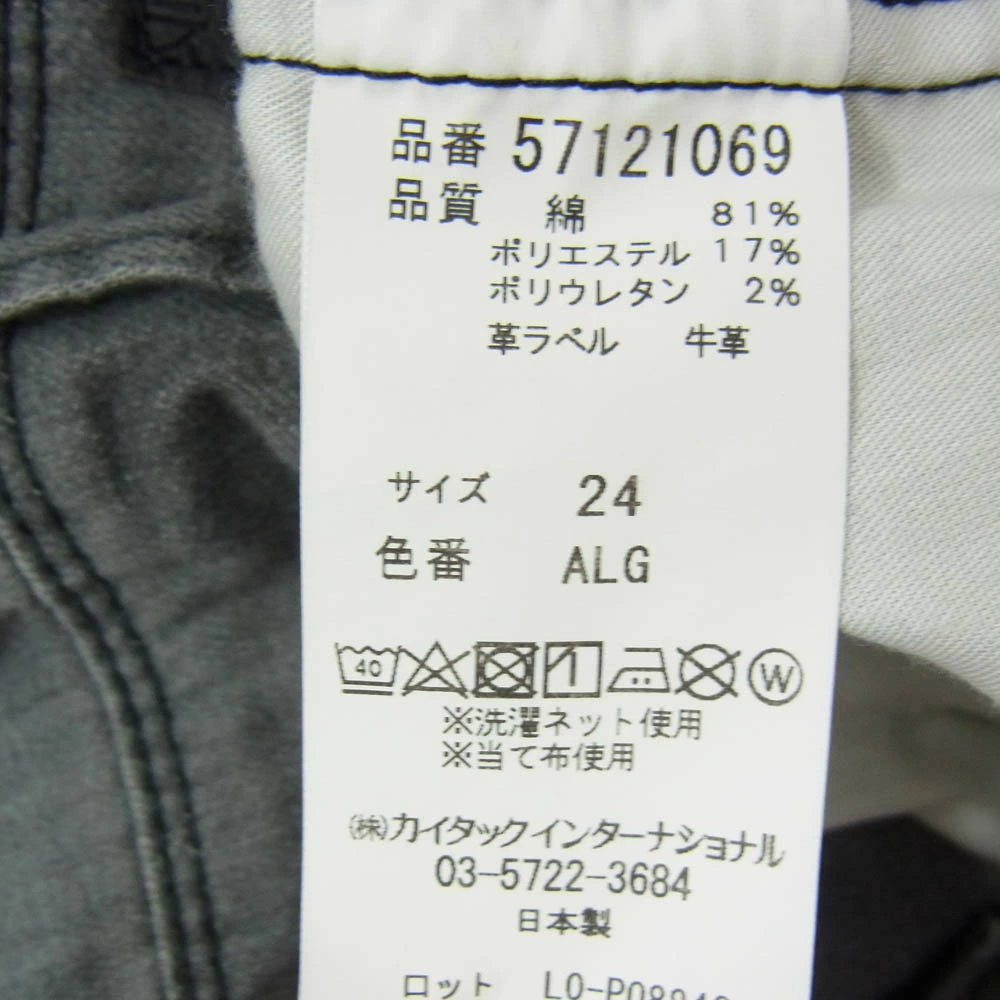 品番 57121069
品質 綿 81%
ポリエステル 17%
ポリウレタン 2%
革ラベル 牛革
サイズ 24
色番 ALG
40 W
※洗濯ネット使用
※当て布使用
㈱カイタックインターナショナル
03-5722-3684
日本製
ロット